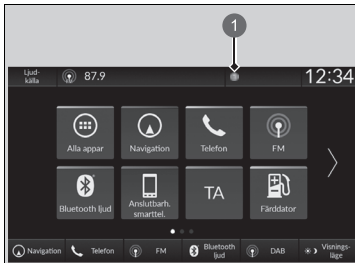 1
Ljud-
källa
87.9
12:34
Alla appar
Navigation
Telefon
FM
Bluetooth ljud
Anslutbarh.
smarttel.
TA
Färddator
Navigation
Telefon
FM
Bluetooth
ljud
DAB
Visnings-
läge